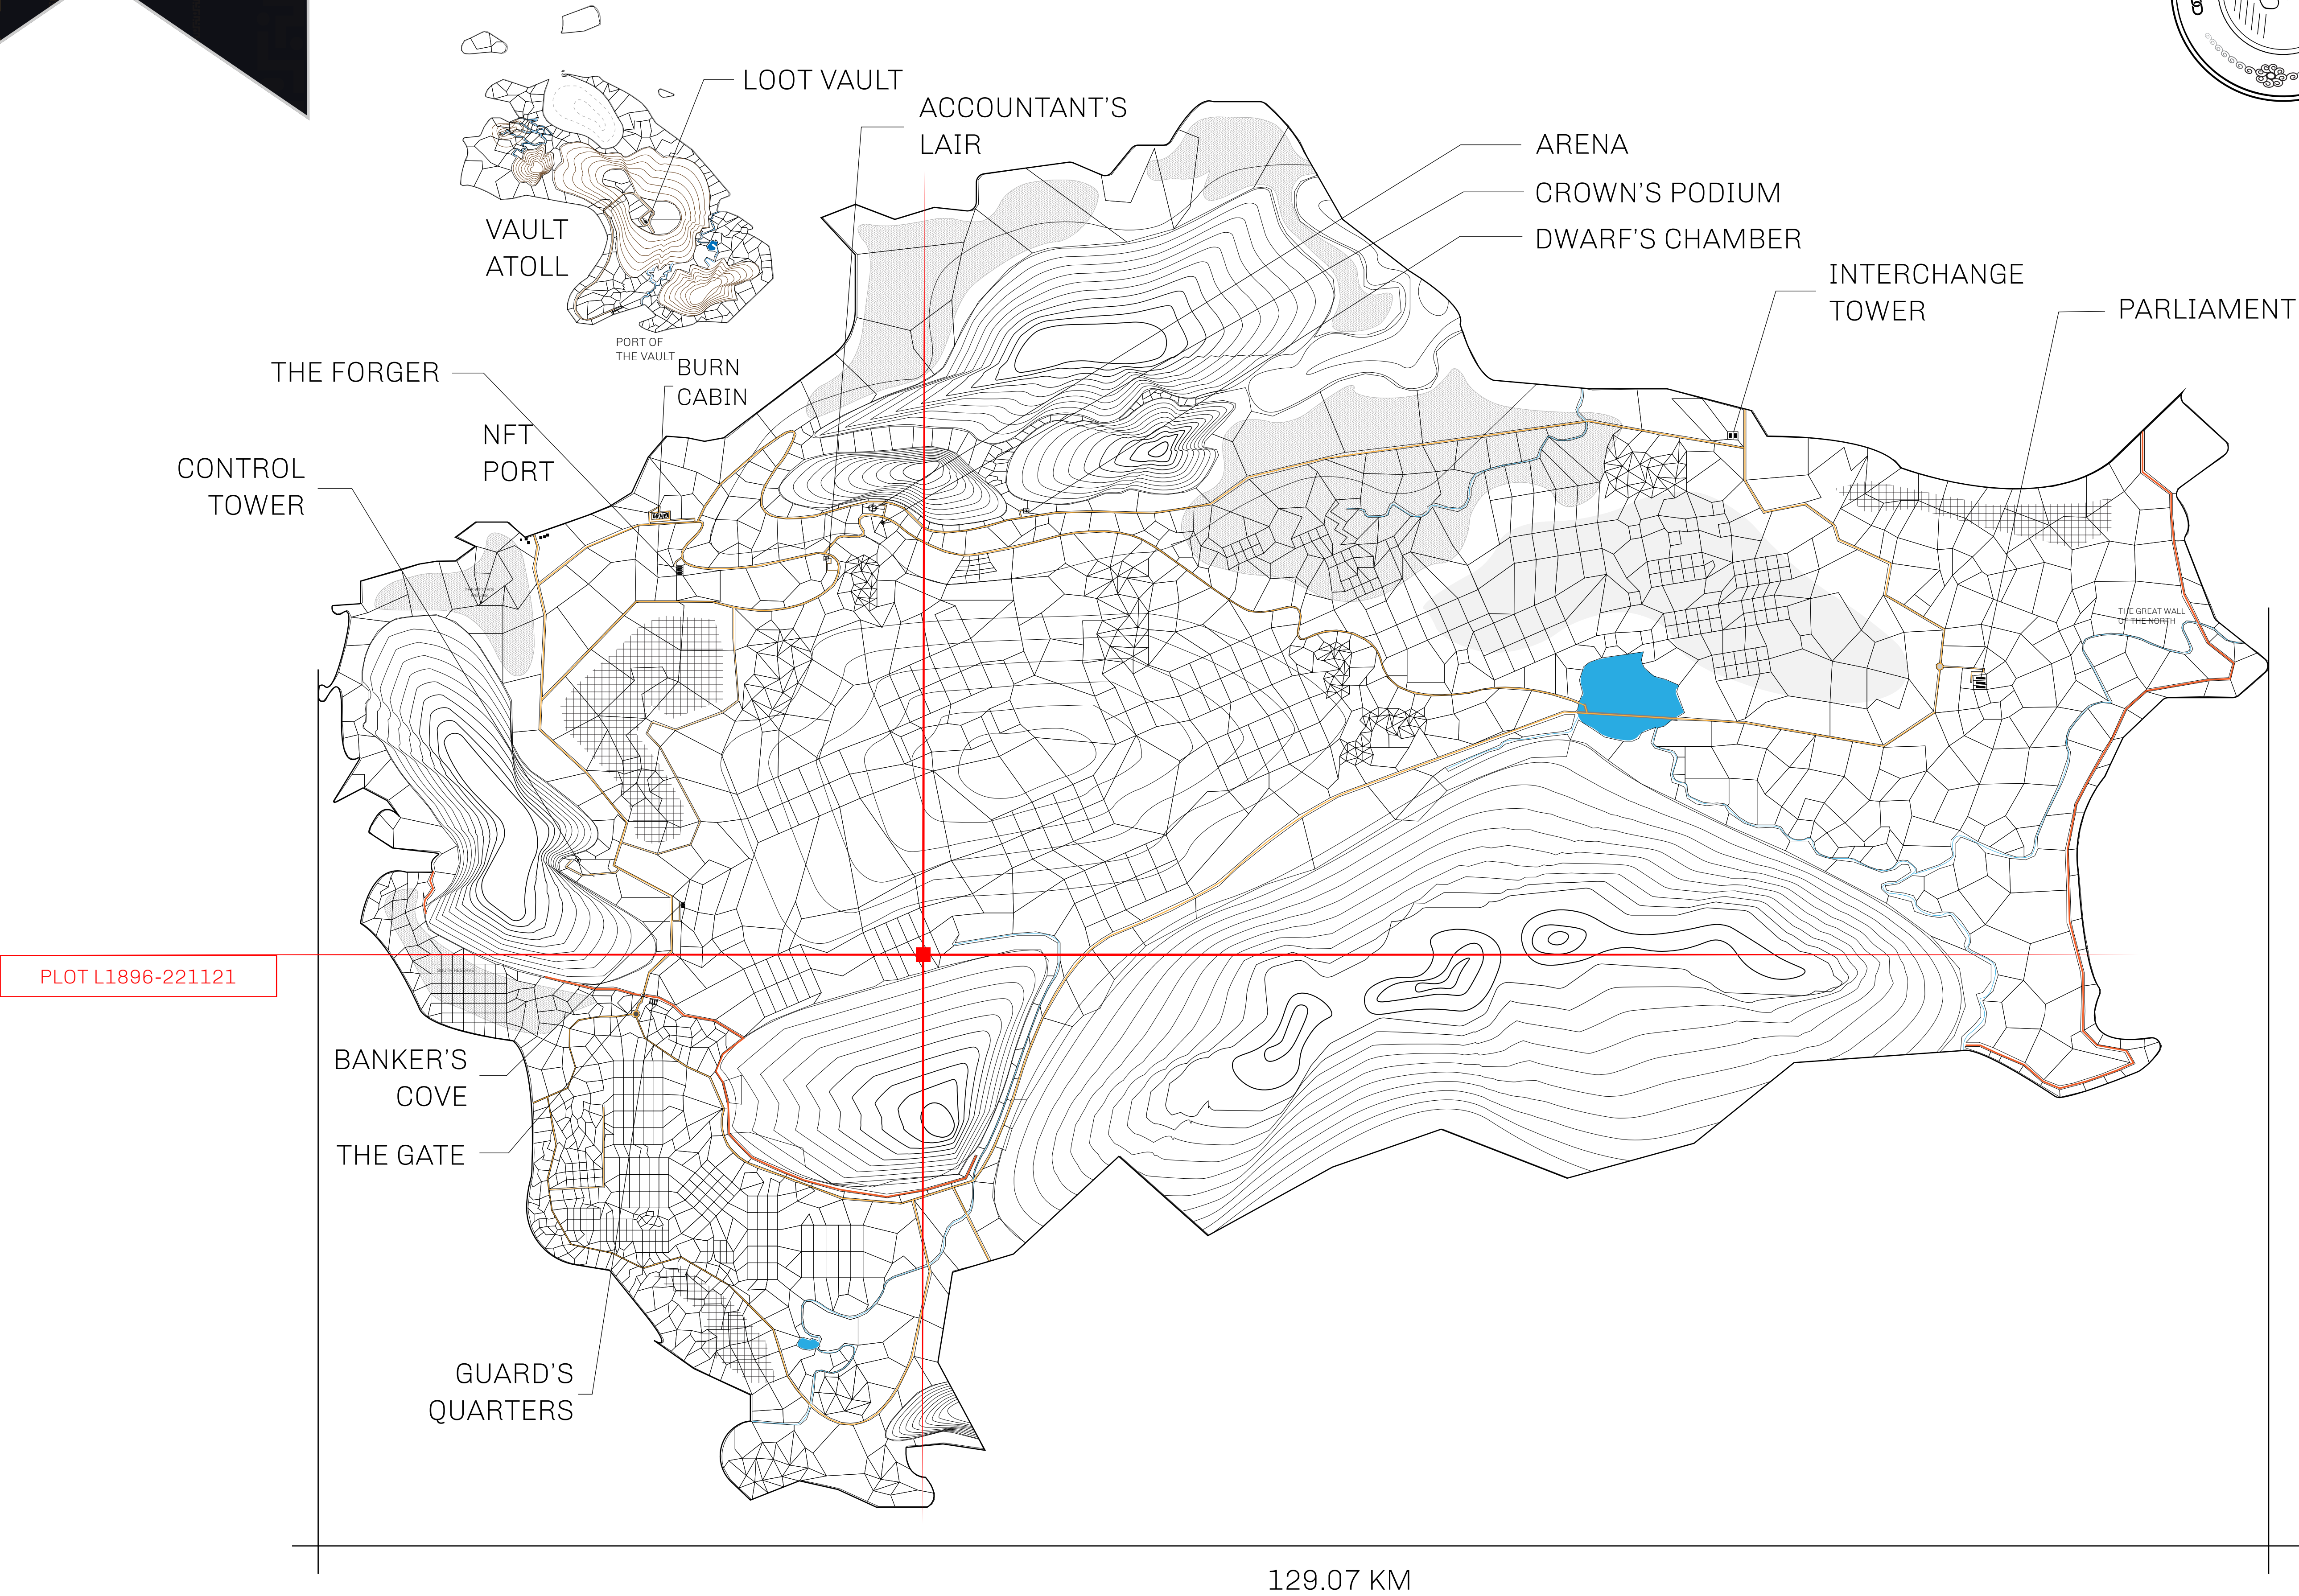 LOOT VAULT
ACCOUNTANT'S
LAIR
ARENA
CROWN'S PODIUM
DWARF'S CHAMBER
VAULT
ATOLL
INTERCHANGE
TOWER
PARLIAMENT
PORT OF
THE VAULT
BURN
CABIN
THE FORGER
NFT
PORT
CONTROL
TOWER
THE GREAT WALL
OF THE NORTH
SOUTH RESERVE
PLOT L1896-221121
BANKER'S
COVE
THE GATE
GUARD'S
QUARTERS
129.07 KM